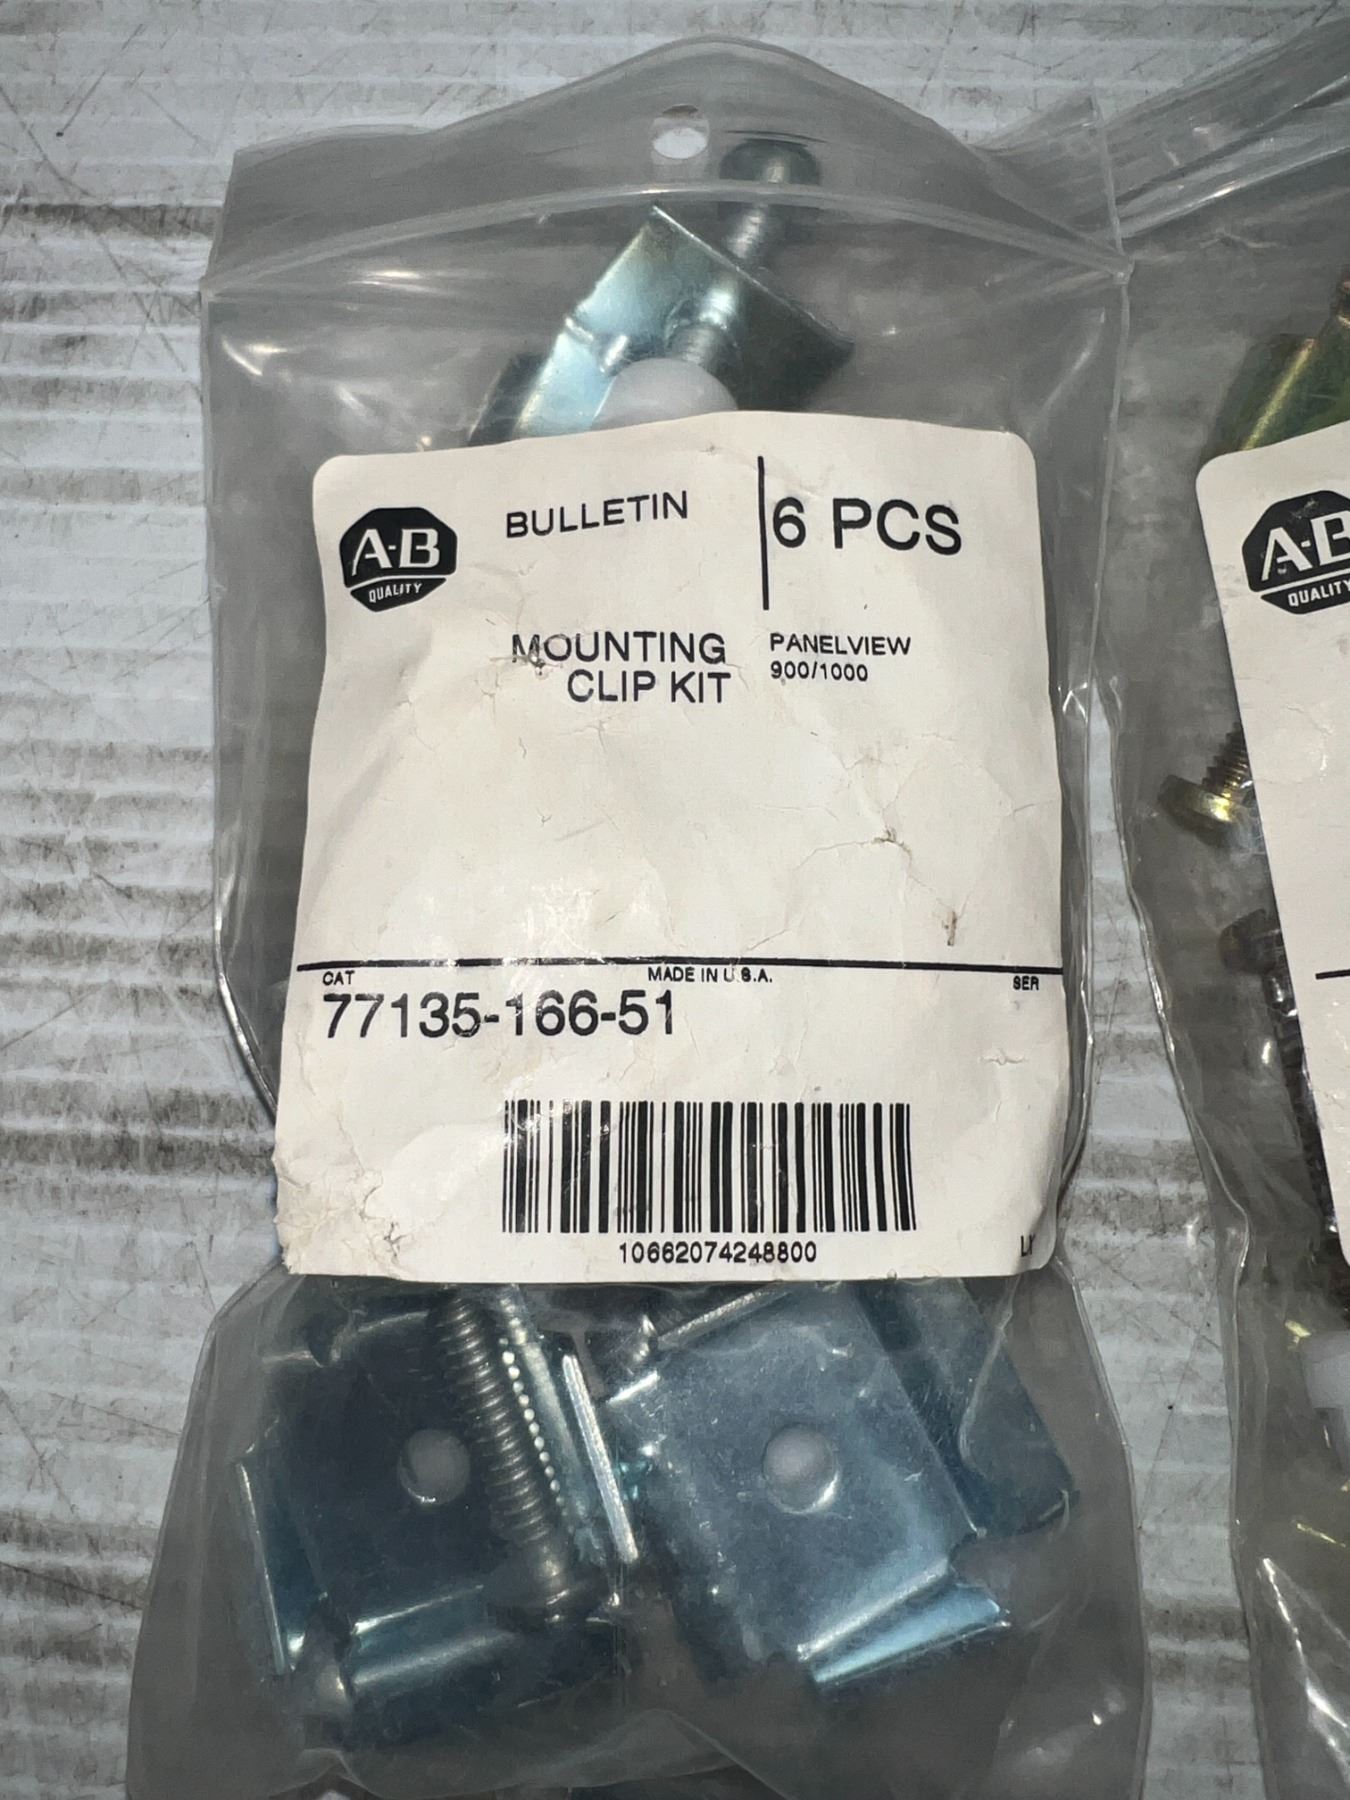 A-B
QUALITY
BULLETIN
6 PCS
MOUNTING
CLIP KIT
PANELVIEW
900/1000
CAT
MADE IN U.S.A.
SER
77135-166-51
10662074248800
A-B
QUALITY